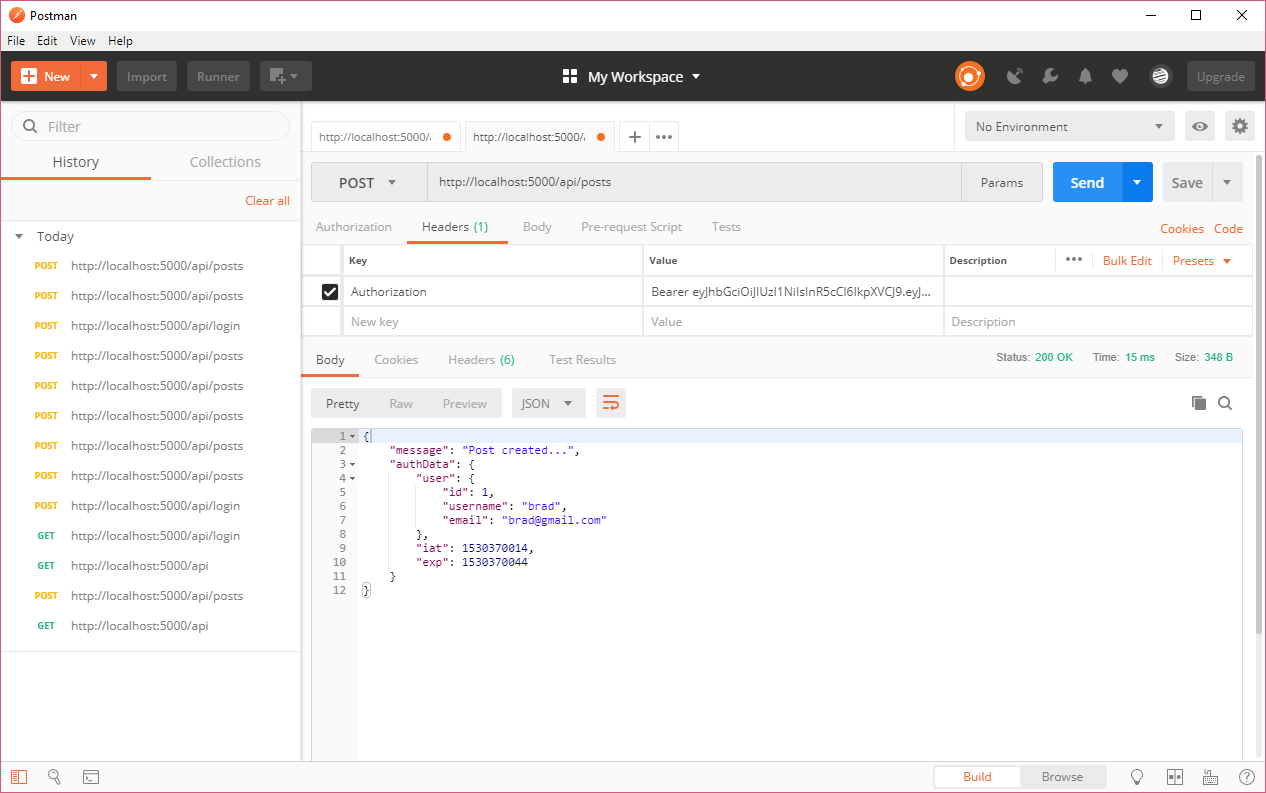 Postman
File Edit View Help
New Import Runner My Workspace Upgrade
Filter
History Collections
Clear all
Today
POST http://localhost:5000/api/posts
POST http://localhost:5000/api/posts
POST http://localhost:5000/api/login
POST http://localhost:5000/api/posts
POST http://localhost:5000/api/posts
POST http://localhost:5000/api/posts
POST http://localhost:5000/api/posts
POST http://localhost:5000/api/posts
POST http://localhost:5000/api/login
GET http://localhost:5000/api/login
GET http://localhost:5000/api
POST http://localhost:5000/api/posts
GET http://localhost:5000/api
http://localhost:5000/ http://localhost:5000/ + ••• No Environment
POST http://localhost:5000/api/posts Params Send Save
Authorization Headers (1) Body Pre-request Script Tests Cookies Code
Key Value Description ••• Bulk Edit Presets
Authorization Bearer eyJhbGciOiJIUzI1NiIsInR5cCI6IkpXVCJ9.eyJ...
New key Value Description
Body Cookies Headers (6) Test Results Status: 200 OK Time: 15 ms Size: 348 B
Pretty Raw Preview JSON
1 {
2 "message": "Post created...",
3 "authData": {
4 "user": {
5 "id": 1,
6 "username": "brad",
7 "email": "brad@gmail.com"
8 },
9 "iat": 1530370014,
10 "exp": 1530370044
11 }
12 }
Build Browse